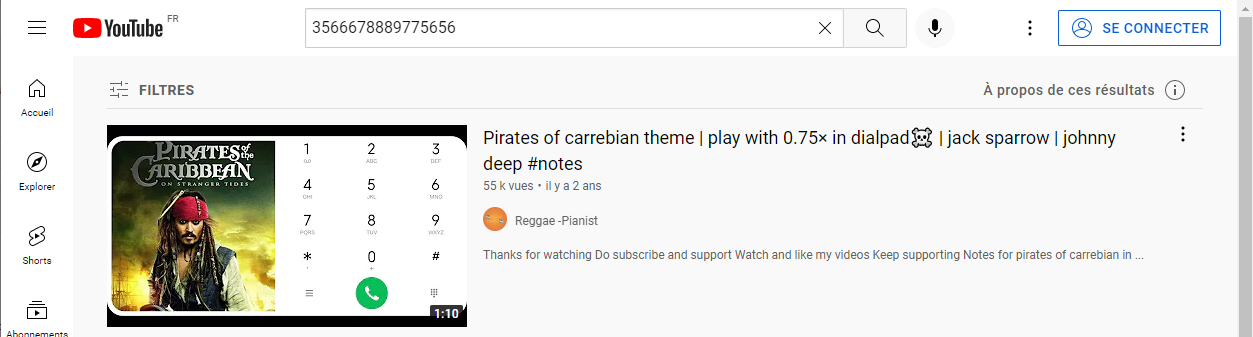 YouTube FR
3566678889775656
SE CONNECTER
Accueil
Explorer
Shorts
Abonnements
FILTRES
À propos de ces résultats
PIRATES of the
CARIBBEAN
ON STRANGER TIDES
1 2 3
ABC DEF
4 5 6
GHI JKL MNO
7 8 9
PQRS TUV WXYZ
* 0 #
+
1:10
Pirates of carrebian theme | play with 0.75× in dialpad☠️ | jack sparrow | johnny
deep #notes
55 k vues • il y a 2 ans
Reggae -Pianist
Thanks for watching Do subscribe and support Watch and like my videos Keep supporting Notes for pirates of carrebian in ...